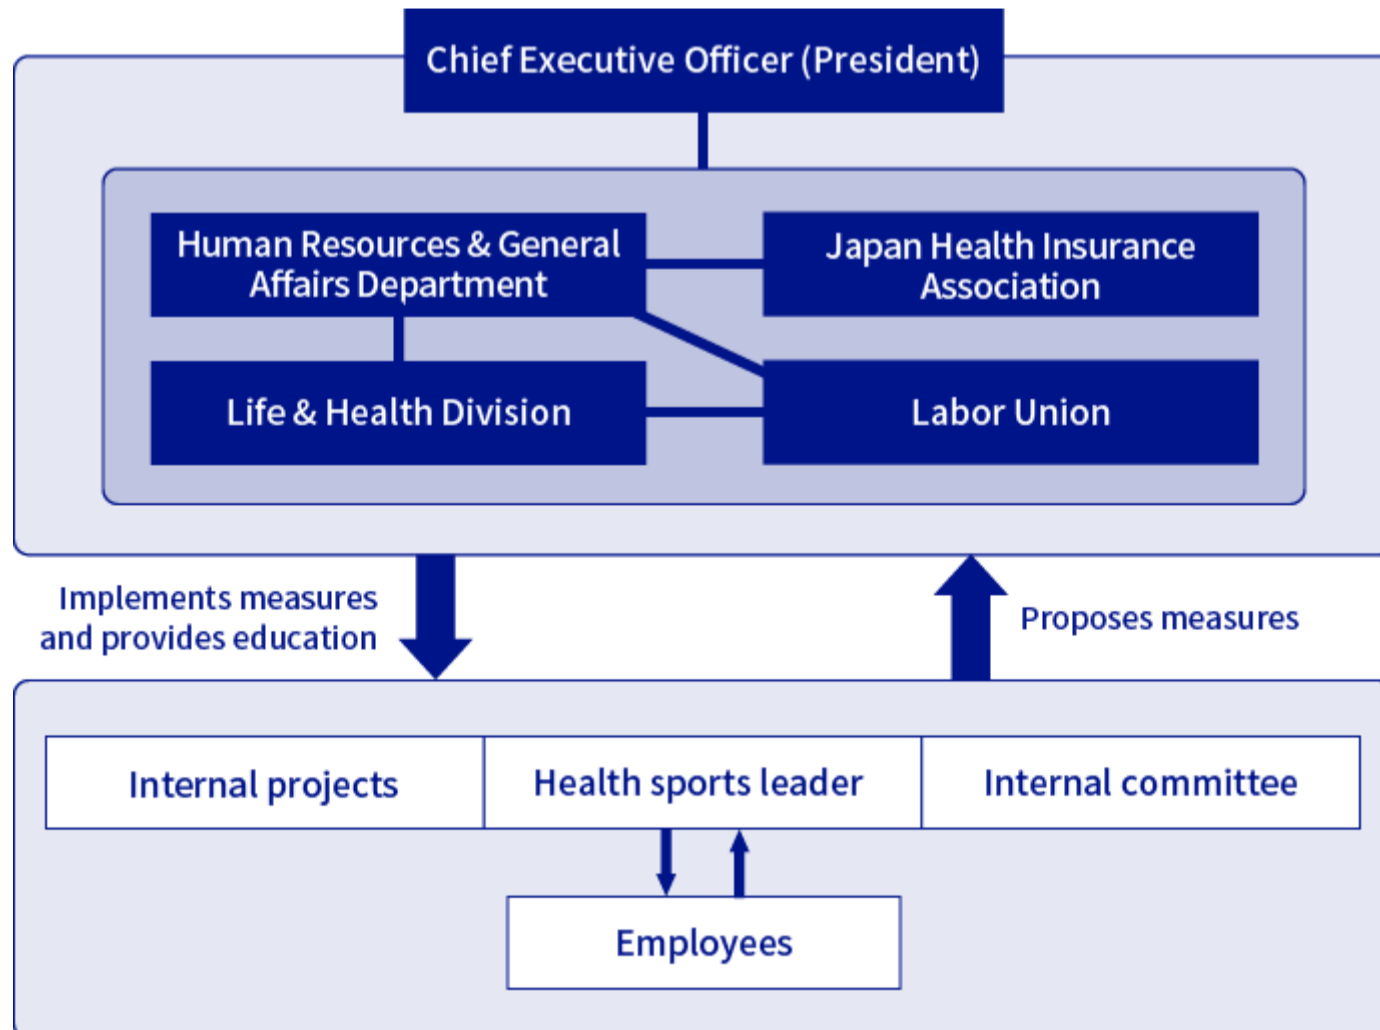 Chief Executive Officer (President)
Human Resources & General
Affairs Department
Japan Health Insurance
Association
Life & Health Division
Labor Union
Implements measures
and provides education
Proposes measures
Internal projects
Health sports leader
Internal committee
Employees